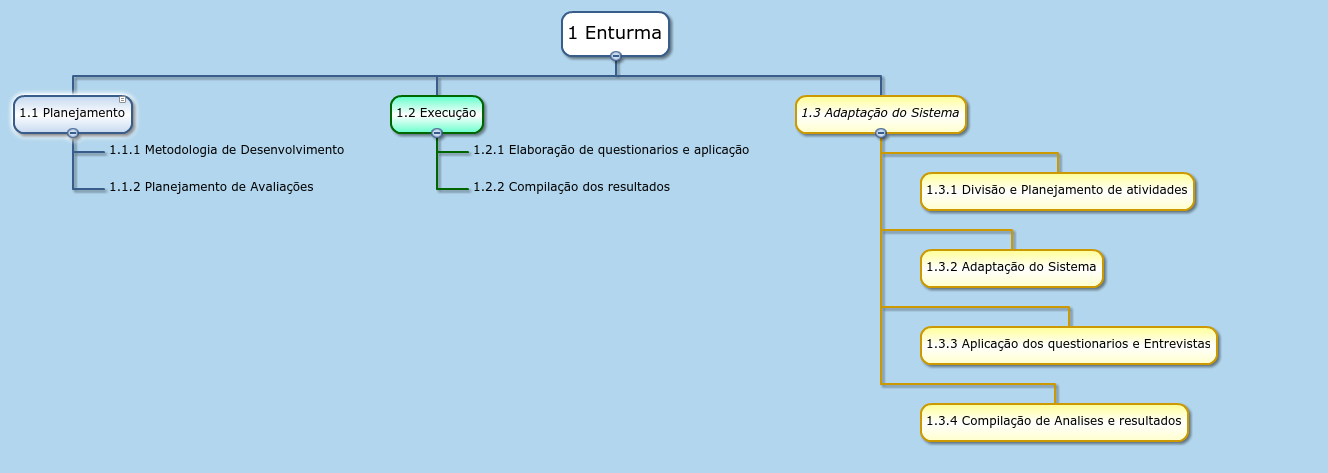 1 Enturma
1.1 Planejamento
1.1.1 Metodologia de Desenvolvimento
1.1.2 Planejamento de Avaliações
1.2 Execução
1.2.1 Elaboração de questionarios e aplicação
1.2.2 Compilação dos resultados
1.3 Adaptação do Sistema
1.3.1 Divisão e Planejamento de atividades
1.3.2 Adaptação do Sistema
1.3.3 Aplicação dos questionarios e Entrevistas
1.3.4 Compilação de Analises e resultados